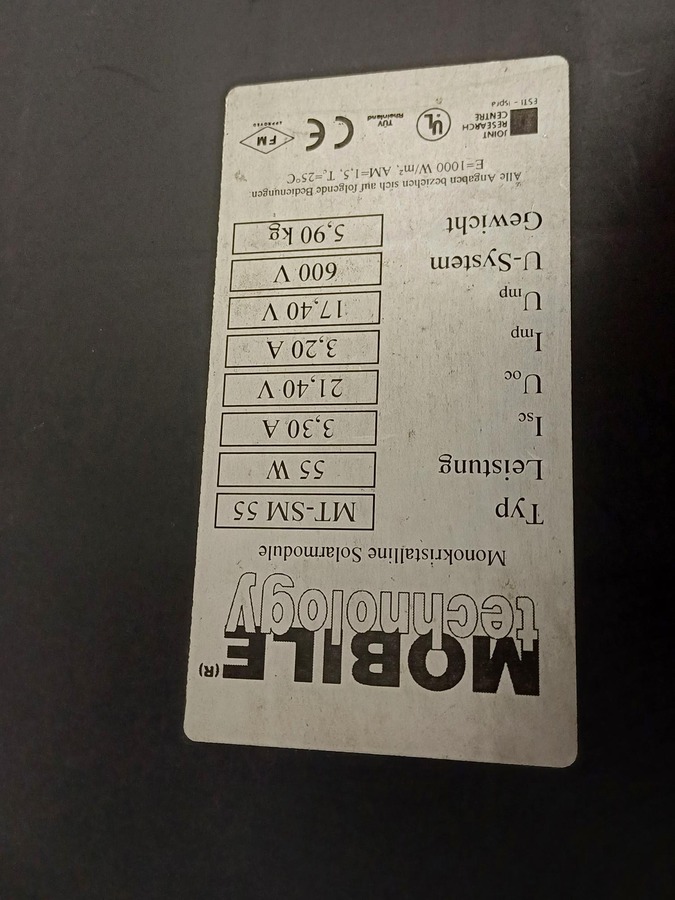 MOBILE (R)
technology
Monokristalline Solarmodule
Typ MT-SM 55
Leistung 55 W
Isc 3,30 A
Uoc 21,40 V
Imp 3,20 A
Ump 17,40 V
U-System 600 V
Gewicht 5,90 kg
Alle Angaben beziehen sich auf folgende Bedienungen:
E=1000 W/m², AM=1,5, Tc=25°C
JOINT
RESEARCH
CENTRE
ESTI - Ispra
UL
TÜV
Rheinland
CE
FM
APPROVED